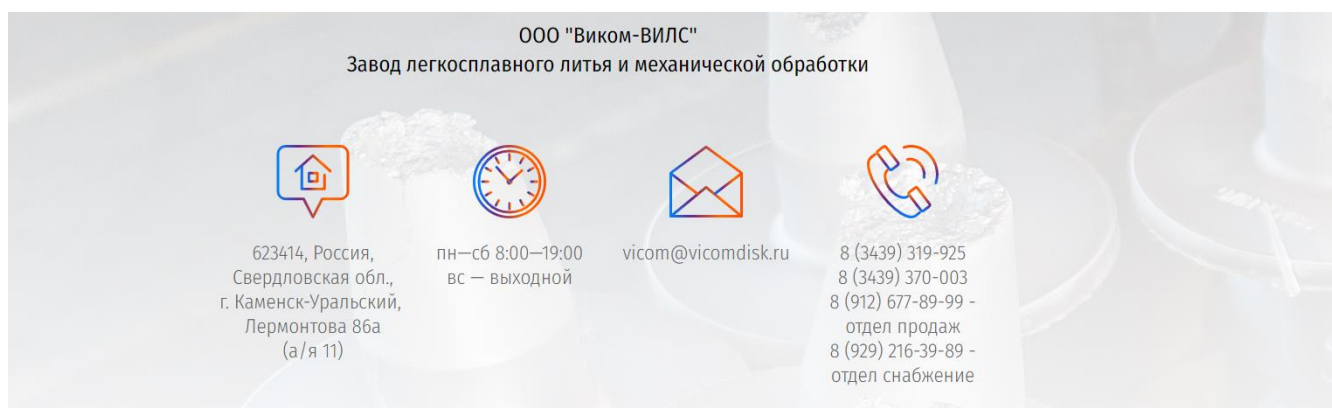 ООО "Виком-ВИЛС"
Завод легкосплавного литья и механической обработки
623414, Россия,
Свердловская обл.,
г. Каменск-Уральский,
Лермонтова 86а
(а/я 11)
пн—сб 8:00—19:00
вс — выходной
vicom@vicomdisk.ru
8 (3439) 319-925
8 (3439) 370-003
8 (912) 677-89-99 -
отдел продаж
8 (929) 216-39-89 -
отдел снабжение